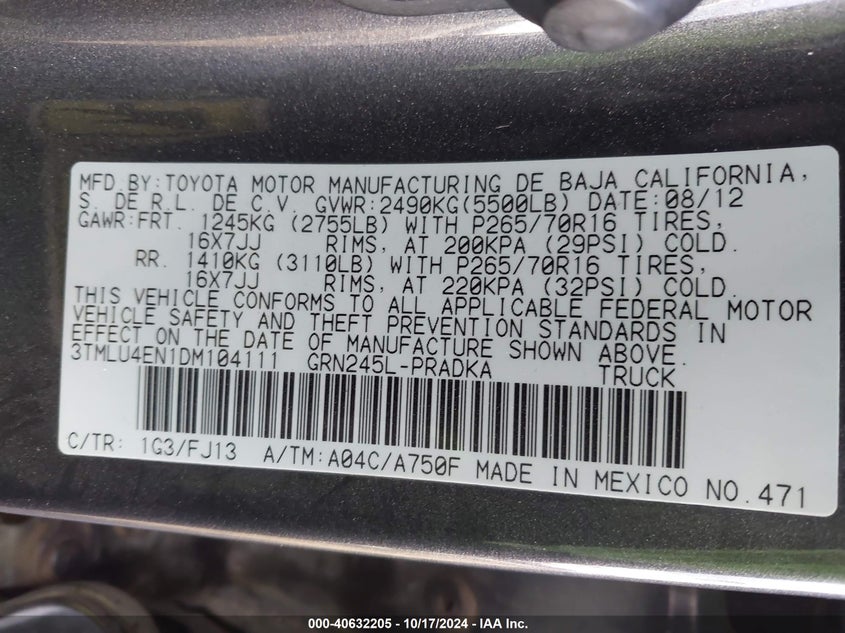 MFD.BY:TOYOTA MOTOR MANUFACTURING DE BAJA CALIFORNIA,
S. DE R.L. DE C.V. GVWR:2490KG(5500LB) DATE:08/12
GAWR:FRT. 1245KG (2755LB) WITH P265/70R16 TIRES,
16X7JJ RIMS, AT 200KPA (29PSI) COLD.
RR. 1410KG (3110LB) WITH P265/70R16 TIRES,
16X7JJ RIMS, AT 220KPA (32PSI) COLD.
THIS VEHICLE CONFORMS TO ALL APPLICABLE FEDERAL MOTOR
VEHICLE SAFETY AND THEFT PREVENTION STANDARDS IN
EFFECT ON THE DATE OF MANUFACTURE SHOWN ABOVE.
3TMLU4EN1DM104111 GRN245L-PRADKA TRUCK
C/TR: 1G3/FJ13 A/TM:A04C/A750F MADE IN MEXICO NO.471
000-40632205 - 10/17/2024 - IAA Inc.